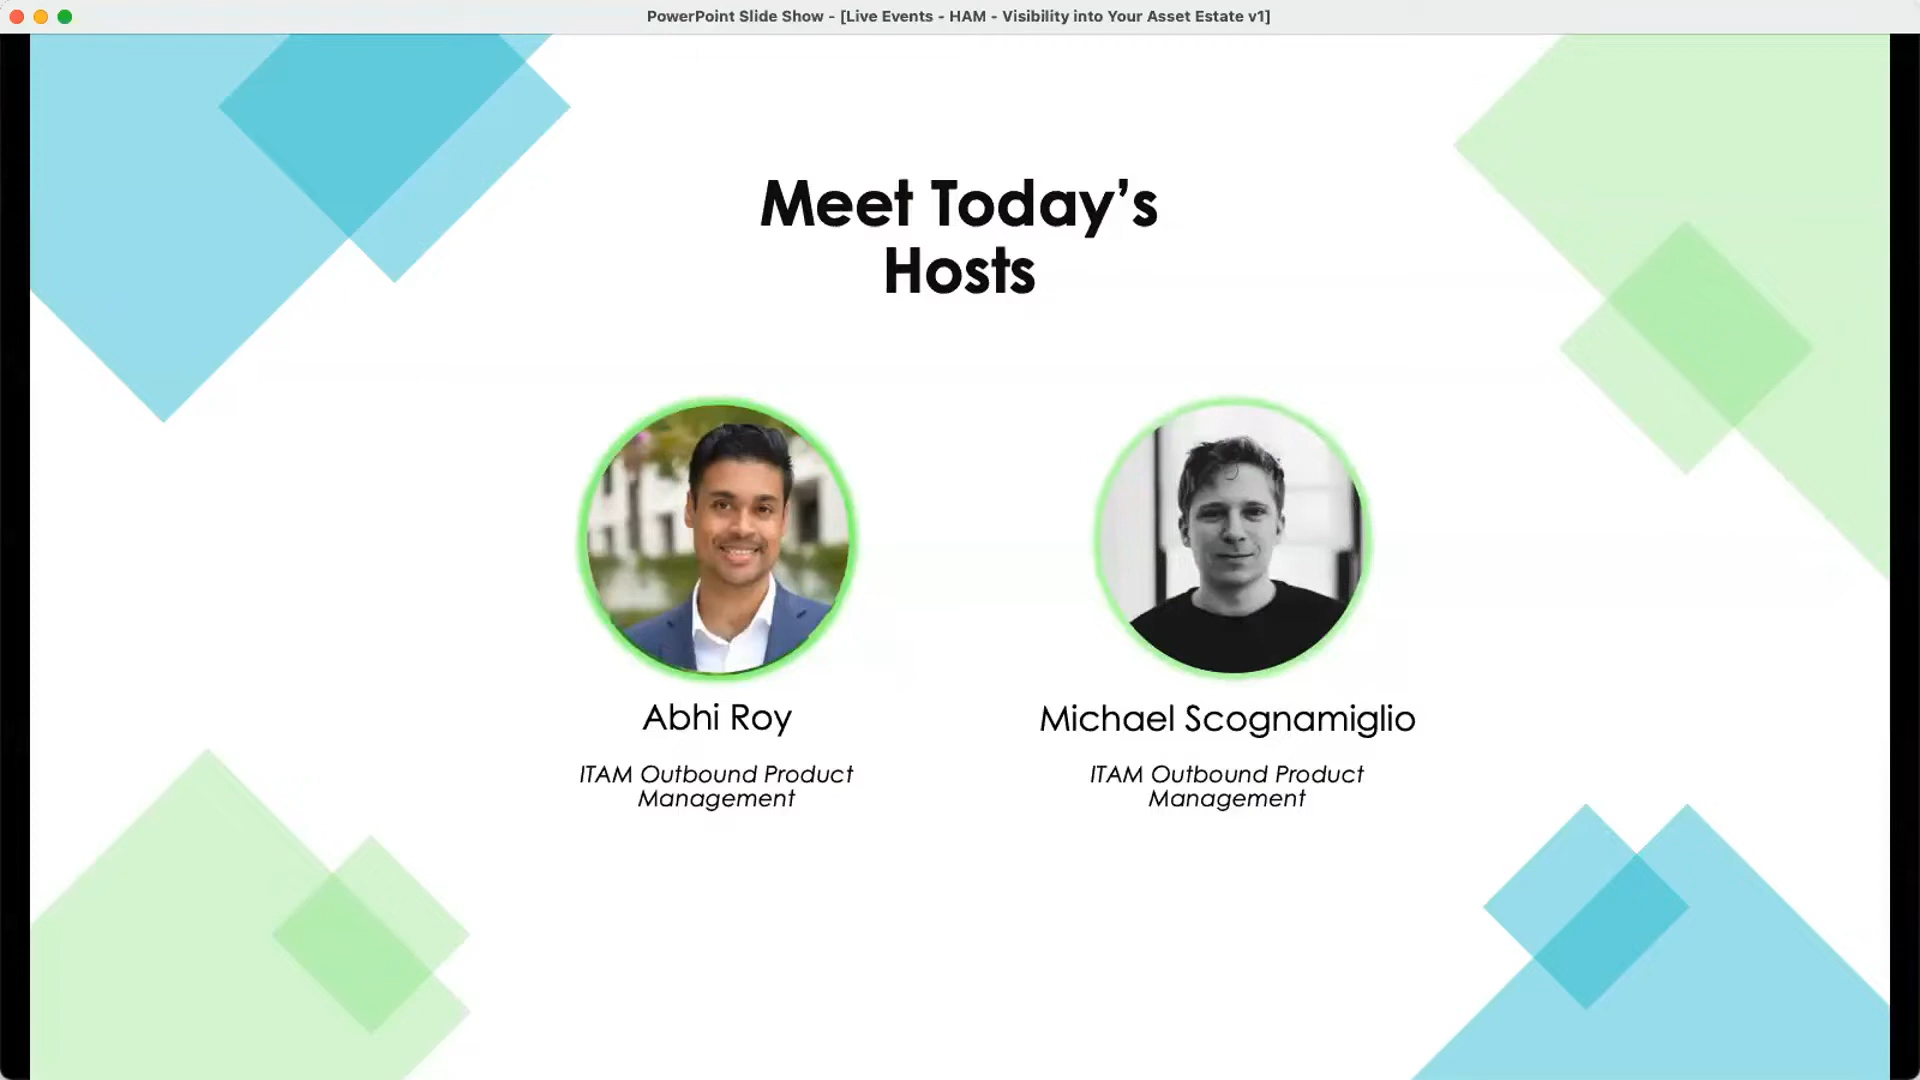 PowerPoint Slide Show - [Live Events - HAM - Visibility into Your Asset Estate v1]
Meet Today’s
Hosts
Abhi Roy
ITAM Outbound Product
Management
Michael Scognamiglio
ITAM Outbound Product
Management